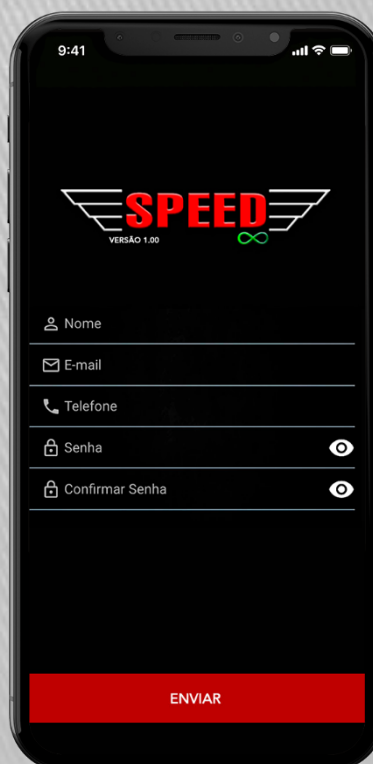 9:41
SPEED
VERSÃO 1.00
Nome
E-mail
Telefone
Senha
Confirmar Senha
ENVIAR